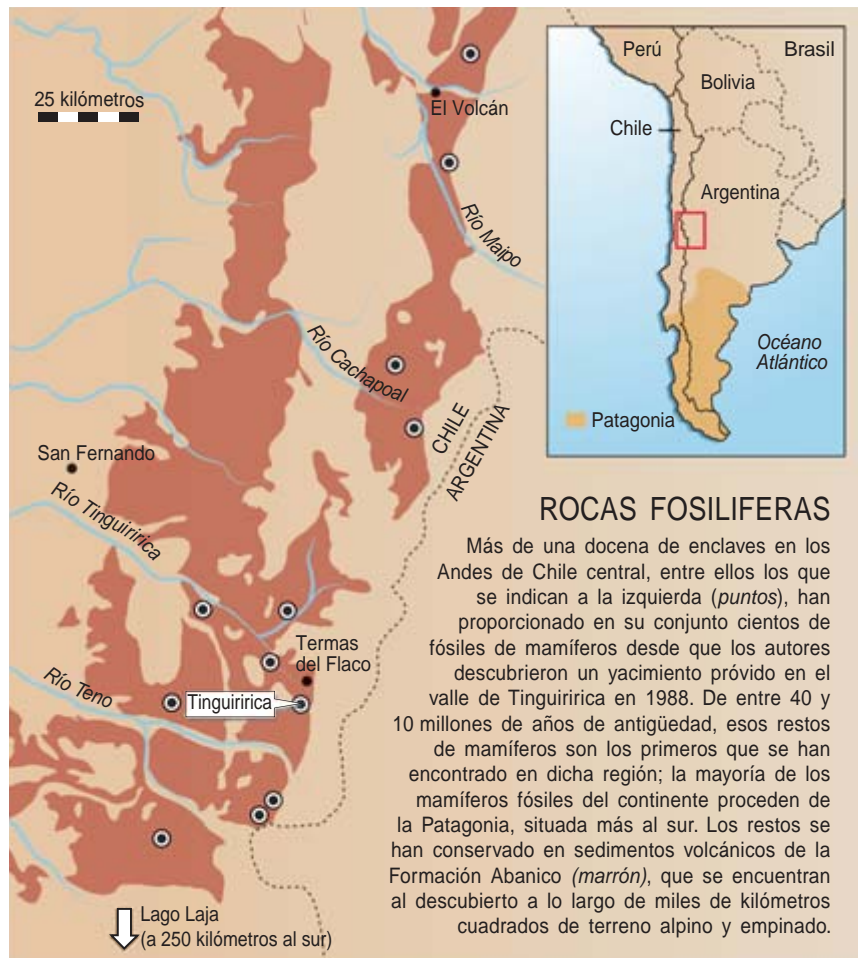 25 kilómetros
El Volcán
Río Maipo
Río Cachapoal
CHILE
ARGENTINA
San Fernando
Río Tinguiririca
Termas
del Flaco
Río Teno
Tinguiririca
Lago Laja
(a 250 kilómetros al sur)
Perú
Brasil
Bolivia
Chile
Argentina
Océano
Atlántico
Patagonia
ROCAS FOSILIFERAS
Más de una docena de enclaves en los
Andes de Chile central, entre ellos los que
se indican a la izquierda (puntos), han
proporcionado en su conjunto cientos de
fósiles de mamíferos desde que los autores
descubrieron un yacimiento próvido en el
valle de Tinguiririca en 1988. De entre 40 y
10 millones de años de antigüedad, esos restos
de mamíferos son los primeros que se han
encontrado en dicha región; la mayoría de los
mamíferos fósiles del continente proceden de
la Patagonia, situada más al sur. Los restos se
han conservado en sedimentos volcánicos de la
Formación Abanico (marrón), que se encuentran
al descubierto a lo largo de miles de kilómetros
cuadrados de terreno alpino y empinado.